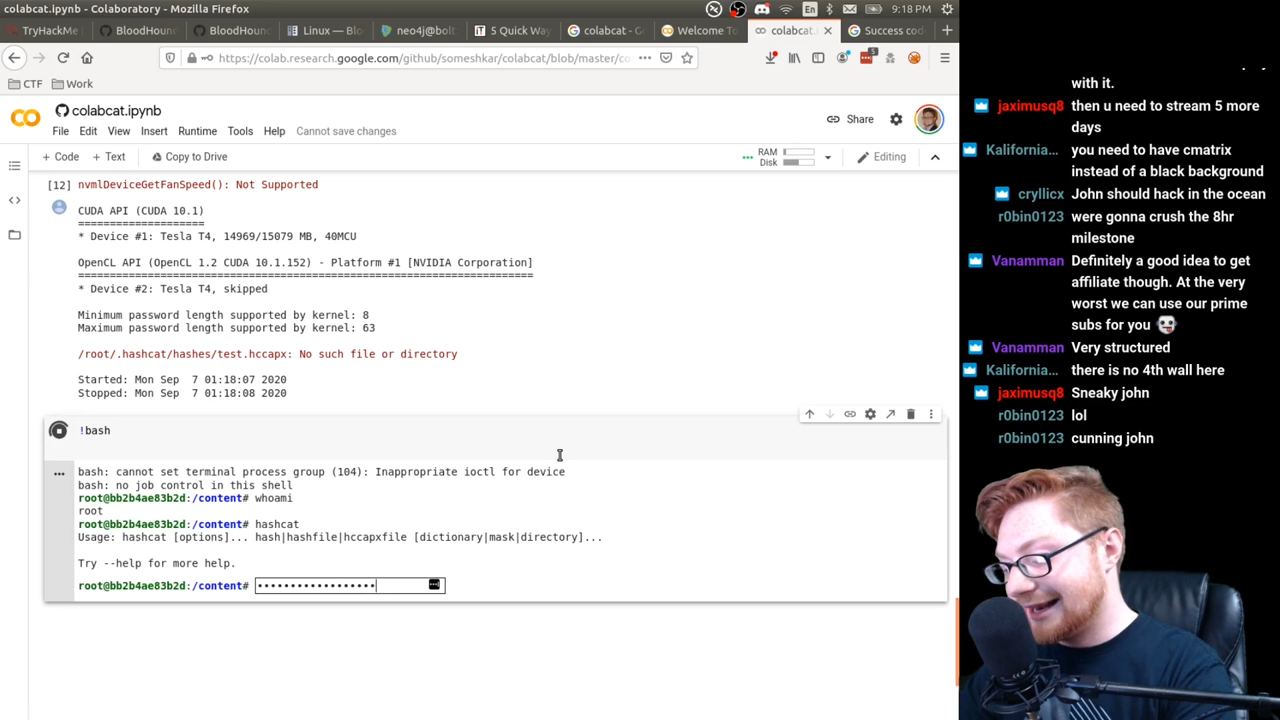 colabcat.ipynb - Colaboratory - Mozilla Firefox
En
9:18 PM
TryHackMe
BloodHound
BloodHound
Linux — Blo
neo4j@bolt
5 Quick Way
colabcat - G
Welcome To
colabcat.i
Success cod
https://colab.research.google.com/github/someshkar/colabcat/blob/master/co
5
CTF
Work
colabcat.ipynb
File Edit View Insert Runtime Tools Help Cannot save changes
Share
+ Code + Text Copy to Drive
RAM
Disk
Editing
[12] nvmlDeviceGetFanSpeed(): Not Supported
CUDA API (CUDA 10.1)
====================
* Device #1: Tesla T4, 14969/15079 MB, 40MCU
OpenCL API (OpenCL 1.2 CUDA 10.1.152) - Platform #1 [NVIDIA Corporation]
========================================================================
* Device #2: Tesla T4, skipped
Minimum password length supported by kernel: 8
Maximum password length supported by kernel: 63
/root/.hashcat/hashes/test.hccapx: No such file or directory
Started: Mon Sep  7 01:18:07 2020
Stopped: Mon Sep  7 01:18:08 2020
!bash
bash: cannot set terminal process group (104): Inappropriate ioctl for device
bash: no job control in this shell
root@bb2b4ae83b2d:/content# whoami
root
root@bb2b4ae83b2d:/content# hashcat
Usage: hashcat [options]... hash|hashfile|hccapxfile [dictionary|mask|directory]...
Try --help for more help.
root@bb2b4ae83b2d:/content# ••••••••••••••••••
with it.
jaximusq8 then u need to stream 5 more
days
Kalifornia... you need to have cmatrix
instead of a black background
cryllicx John should hack in the ocean
r0bin0123 were gonna crush the 8hr
milestone
Vanamman Definitely a good idea to get
affiliate though. At the very
worst we can use our prime
subs for you
Vanamman Very structured
Kalifornia... there is no 4th wall here
jaximusq8 Sneaky john
r0bin0123 lol
r0bin0123 cunning john